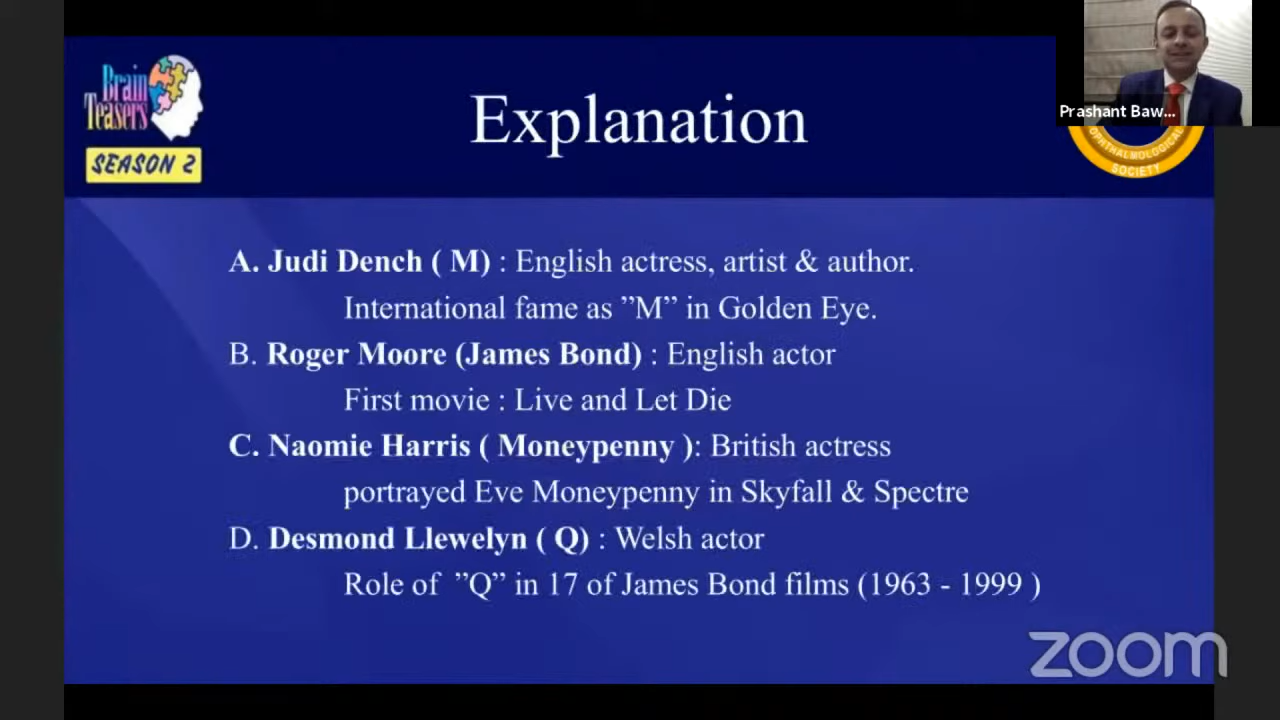 Brain
Teasers
SEASON 2
Explanation
Prashant Baw...
OPHTHALMOLOGICAL
SOCIETY
A. Judi Dench ( M) : English actress, artist & author.
International fame as ”M” in Golden Eye.
B. Roger Moore (James Bond) : English actor
First movie : Live and Let Die
C. Naomie Harris ( Moneypenny ): British actress
portrayed Eve Moneypenny in Skyfall & Spectre
D. Desmond Llewelyn ( Q) : Welsh actor
Role of ”Q” in 17 of James Bond films (1963 - 1999 )
zoom